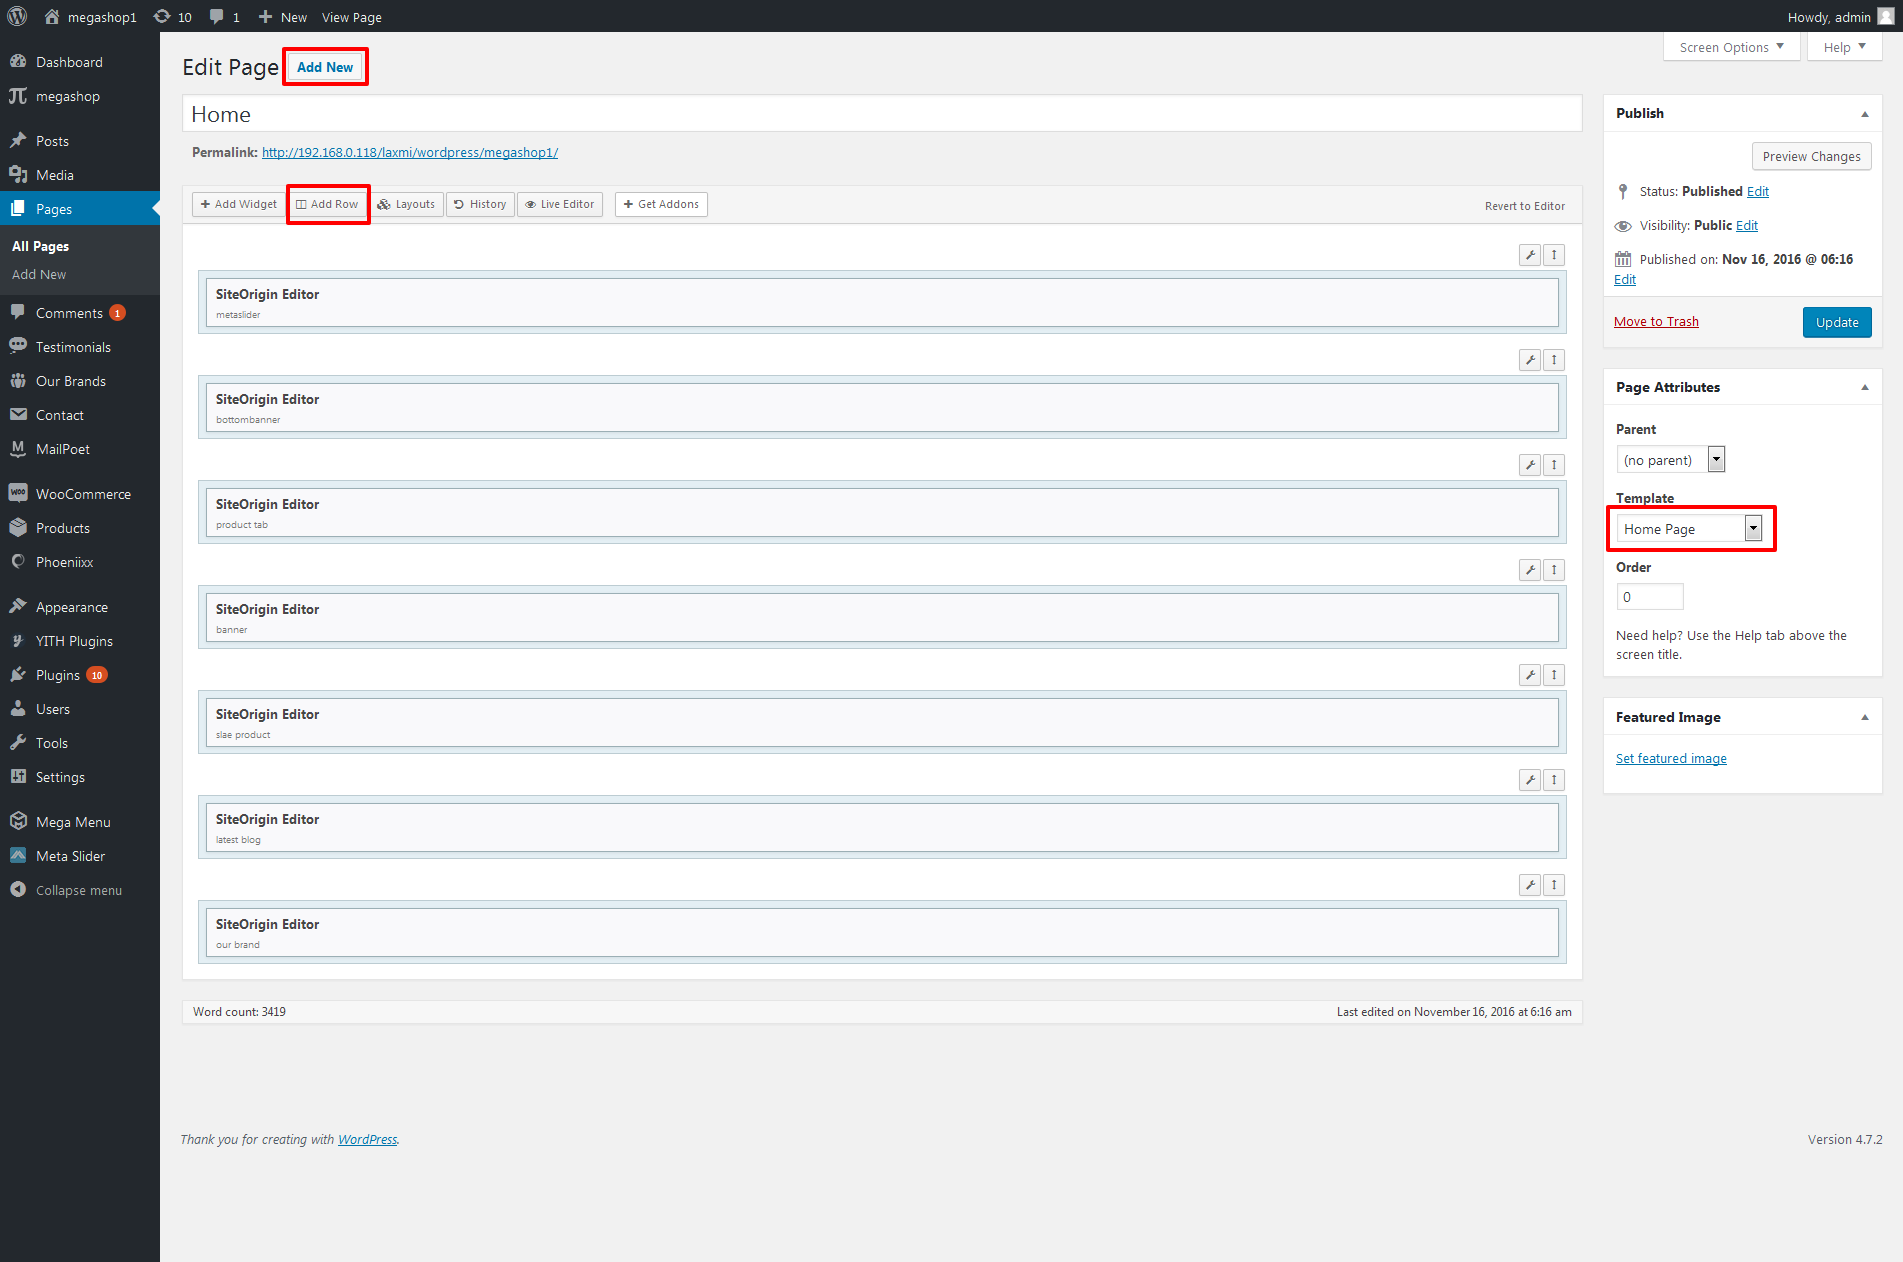 megashop1 10 1 New View Page Howdy, admin
Dashboard
megashop
Posts
Media
Pages
All Pages
Add New
Comments 1
Testimonials
Our Brands
Contact
MailPoet
WooCommerce
Products
Phoeniixx
Appearance
YITH Plugins
Plugins 10
Users
Tools
Settings
Mega Menu
Meta Slider
Collapse menu
Screen Options Help
Edit Page Add New
Home
Permalink: http://192.168.0.118/laxmi/wordpress/megashop1/
Add Widget Add Row Layouts History Live Editor Get Addons Revert to Editor
SiteOrigin Editor
metaslider
SiteOrigin Editor
bottombanner
SiteOrigin Editor
product tab
SiteOrigin Editor
banner
SiteOrigin Editor
slae product
SiteOrigin Editor
latest blog
SiteOrigin Editor
our brand
Word count: 3419 Last edited on November 16, 2016 at 6:16 am
Publish
Preview Changes
Status: Published Edit
Visibility: Public Edit
Published on: Nov 16, 2016 @ 06:16
Edit
Move to Trash Update
Page Attributes
Parent
(no parent)
Template
Home Page
Order
0
Need help? Use the Help tab above the
screen title.
Featured Image
Set featured image
Thank you for creating with WordPress. Version 4.7.2